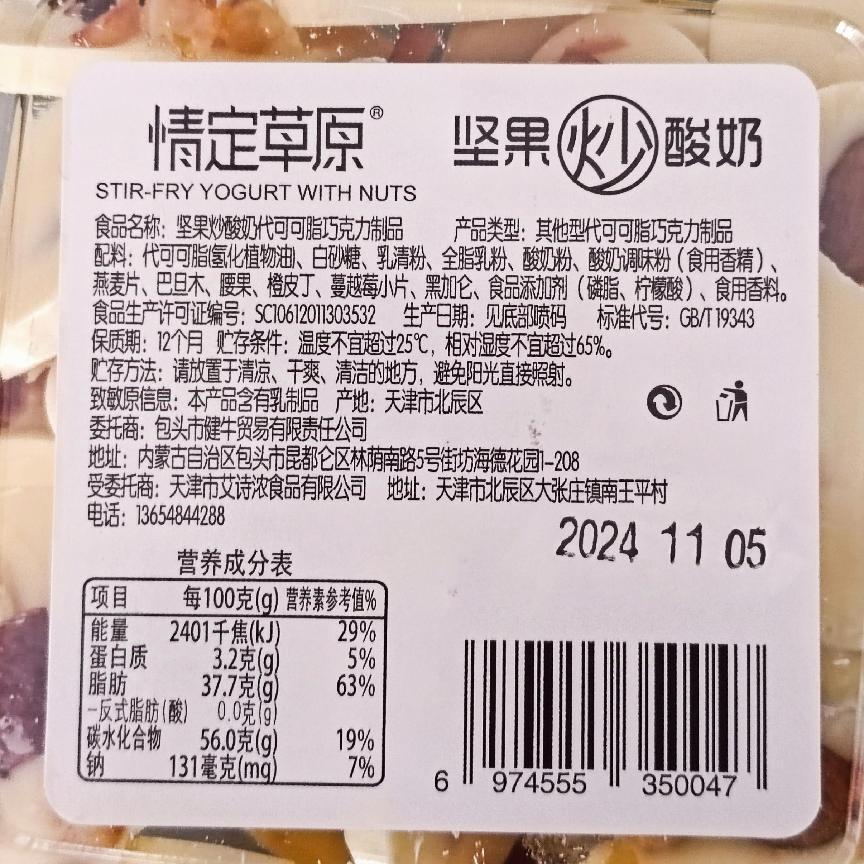 情定草原®
坚果炒酸奶
STIR-FRY YOGURT WITH NUTS
食品名称：坚果炒酸奶代可可脂巧克力制品 产品类型：其他型代可可脂巧克力制品
配料：代可可脂(氢化植物油)、白砂糖、乳清粉、全脂乳粉、酸奶粉、酸奶调味粉（食用香精）、
燕麦片、巴旦木、腰果、橙皮丁、蔓越莓小片、黑加仑、食品添加剂（磷脂、柠檬酸）、食用香料。
食品生产许可证编号：SC10612011303532 生产日期：见底部喷码 标准代号：GB/T19343
保质期：12个月 贮存条件：温度不宜超过25℃，相对湿度不宜超过65%。
贮存方法：请放置于清凉、干爽、清洁的地方，避免阳光直接照射。
致敏原信息：本产品含有乳制品 产地：天津市北辰区
委托商：包头市健牛贸易有限责任公司
地址：内蒙古自治区包头市昆都仑区林荫南路5号街坊海德花园1-208
受委托商：天津市艾诗浓食品有限公司 地址：天津市北辰区大张庄镇南王平村
电话：13654844288
2024 11 05
营养成分表
项目 每100克(g) 营养素参考值%
能量 2401千焦(kJ) 29%
蛋白质 3.2克(g) 5%
脂肪 37.7克(g) 63%
-反式脂肪(酸) 0.0克(g)
碳水化合物 56.0克(g) 19%
钠 131毫克(mg) 7%
6 974555 350047